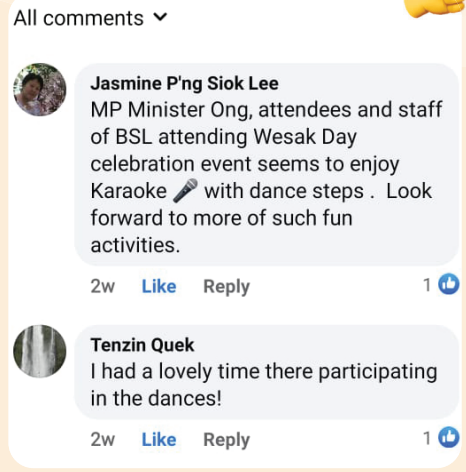 All comments
Jasmine P'ng Siok Lee
MP Minister Ong, attendees and staff
of BSL attending Wesak Day
celebration event seems to enjoy
Karaoke 🎤 with dance steps . Look
forward to more of such fun
activities.
2w Like Reply 1
Tenzin Quek
I had a lovely time there participating
in the dances!
2w Like Reply 1